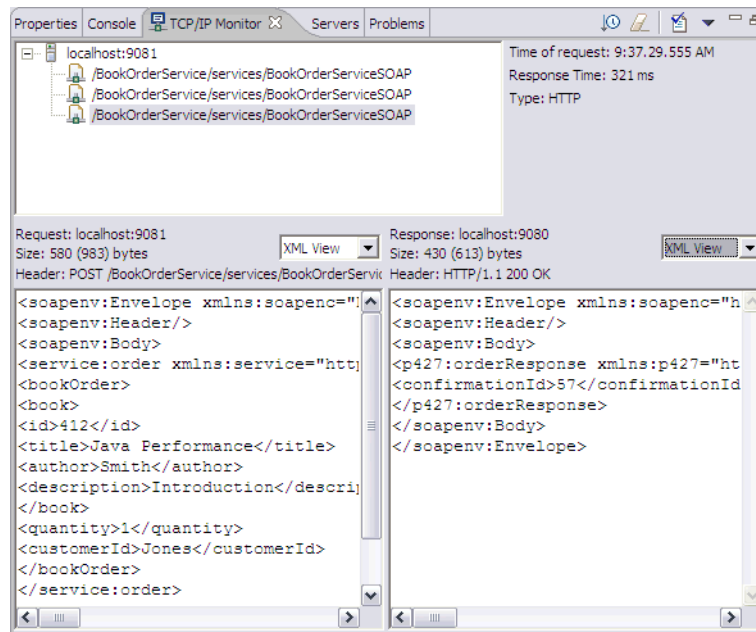 Properties Console TCP/IP Monitor Servers Problems
localhost:9081
/BookOrderService/services/BookOrderServiceSOAP
/BookOrderService/services/BookOrderServiceSOAP
/BookOrderService/services/BookOrderServiceSOAP
Time of request: 9:37.29.555 AM
Response Time: 321 ms
Type: HTTP
Request: localhost:9081
Size: 580 (983) bytes
XML View
Header: POST /BookOrderService/services/BookOrderServic
Response: localhost:9080
Size: 430 (613) bytes
XML View
Header: HTTP/1.1 200 OK
<soapenv:Envelope xmlns:soapenc="
<soapenv:Header/>
<soapenv:Body>
<service:order xmlns:service="http
<bookOrder>
<book>
<id>412</id>
<title>Java Performance</title>
<author>Smith</author>
<description>Introduction</descrip
</book>
<quantity>1</quantity>
<customerId>Jones</customerId>
</bookOrder>
</service:order>
<soapenv:Envelope xmlns:soapenc="h
<soapenv:Header/>
<soapenv:Body>
<p427:orderResponse xmlns:p427="ht
<confirmationId>57</confirmationId
</p427:orderResponse>
</soapenv:Body>
</soapenv:Envelope>